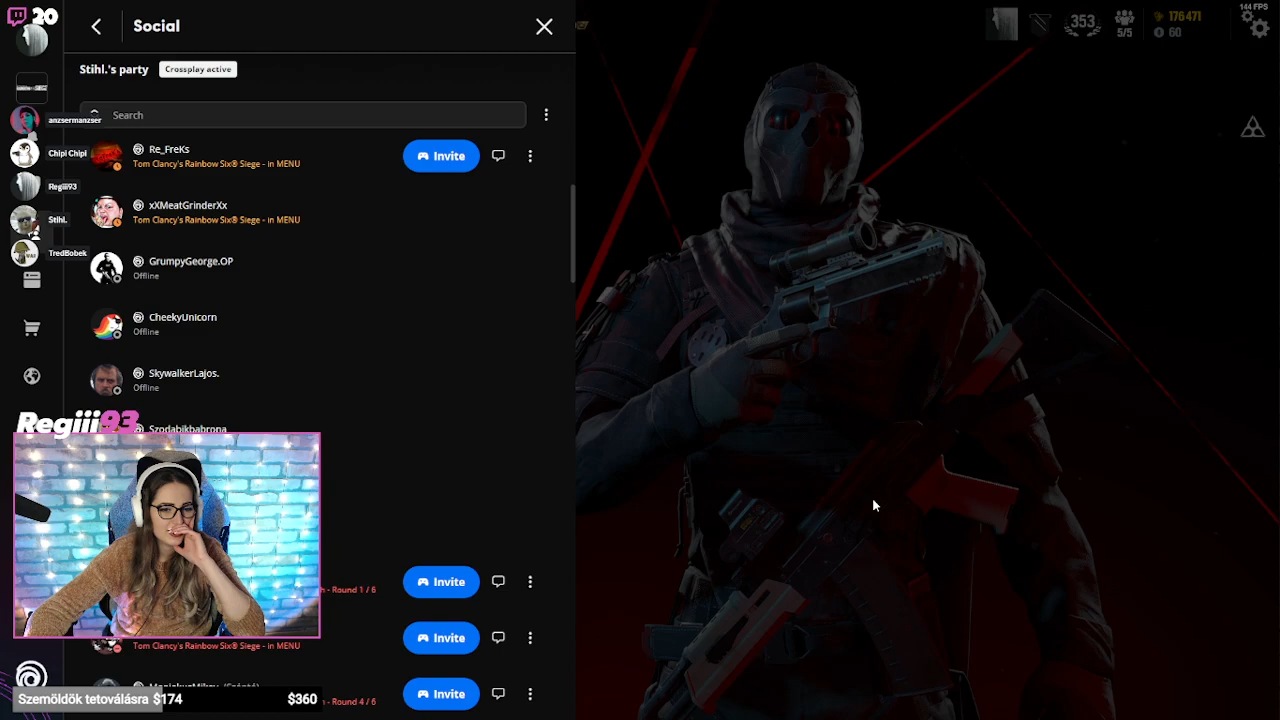 20
Social
Stihl.'s party
Crossplay active
Search
anzsermanzser
Chipi Chipi
Regiii93
Stihl.
TredBobek
Re_FreKs
Tom Clancy's Rainbow Six® Siege - in MENU
Invite
xXMeatGrinderXx
Tom Clancy's Rainbow Six® Siege - in MENU
GrumpyGeorge.OP
Offline
CheekyUnicorn
Offline
SkywalkerLajos.
Offline
Szodabikbabrona
Regiii93
Invite
- Round 1 / 6
Invite
Tom Clancy's Rainbow Six® Siege - in MENU
Invite
- Round 4 / 6
Szemöldök tetoválásra $174
$360
353
5/5
176471
60
144 FPS